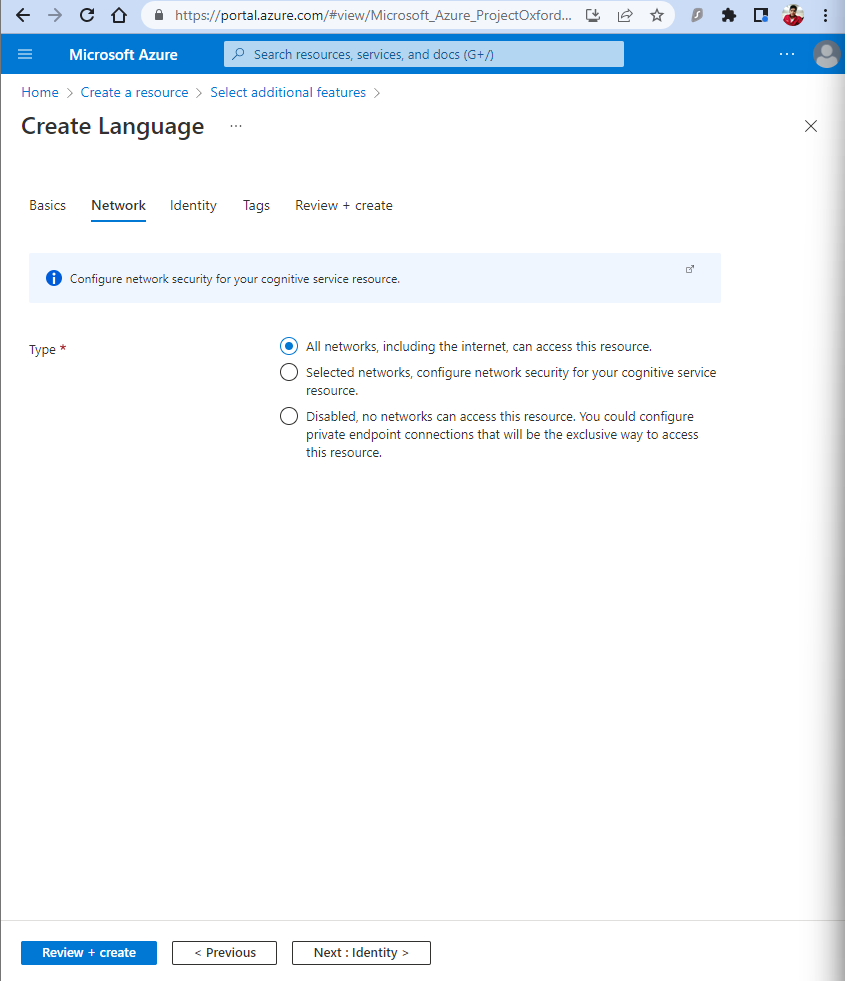 https://portal.azure.com/#view/Microsoft_Azure_ProjectOxford...
Microsoft Azure
Search resources, services, and docs (G+/)
Home > Create a resource > Select additional features >
Create Language ...
Basics Network Identity Tags Review + create
Configure network security for your cognitive service resource.
Type *
All networks, including the internet, can access this resource.
Selected networks, configure network security for your cognitive service
resource.
Disabled, no networks can access this resource. You could configure
private endpoint connections that will be the exclusive way to access
this resource.
Review + create < Previous Next : Identity >